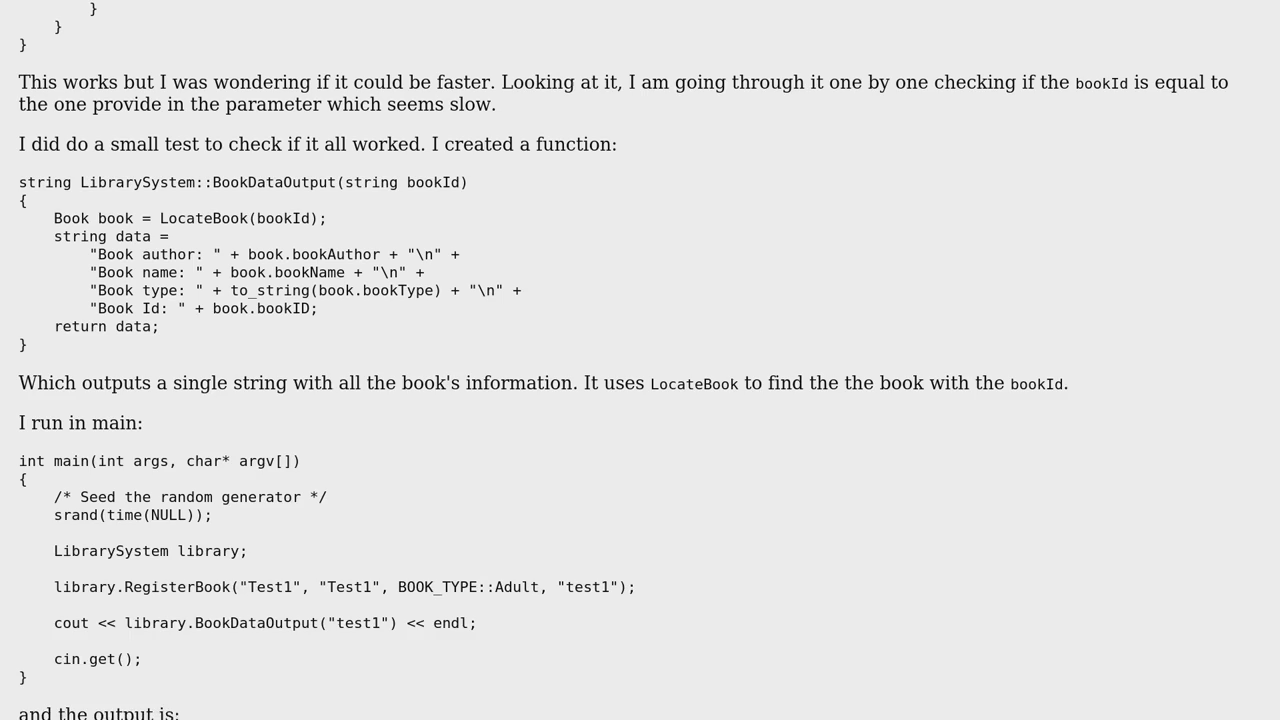 }
    }
}
This works but I was wondering if it could be faster. Looking at it, I am going through it one by one checking if the bookId is equal to
the one provide in the parameter which seems slow.
I did do a small test to check if it all worked. I created a function:
string LibrarySystem::BookDataOutput(string bookId)
{
    Book book = LocateBook(bookId);
    string data =
        "Book author: " + book.bookAuthor + "\n" +
        "Book name: " + book.bookName + "\n" +
        "Book type: " + to_string(book.bookType) + "\n" +
        "Book Id: " + book.bookID;
    return data;
}
Which outputs a single string with all the book's information. It uses LocateBook to find the the book with the bookId.
I run in main:
int main(int args, char* argv[])
{
    /* Seed the random generator */
    srand(time(NULL));
    LibrarySystem library;
    library.RegisterBook("Test1", "Test1", BOOK_TYPE::Adult, "test1");
    cout << library.BookDataOutput("test1") << endl;
    cin.get();
}
and the output is: